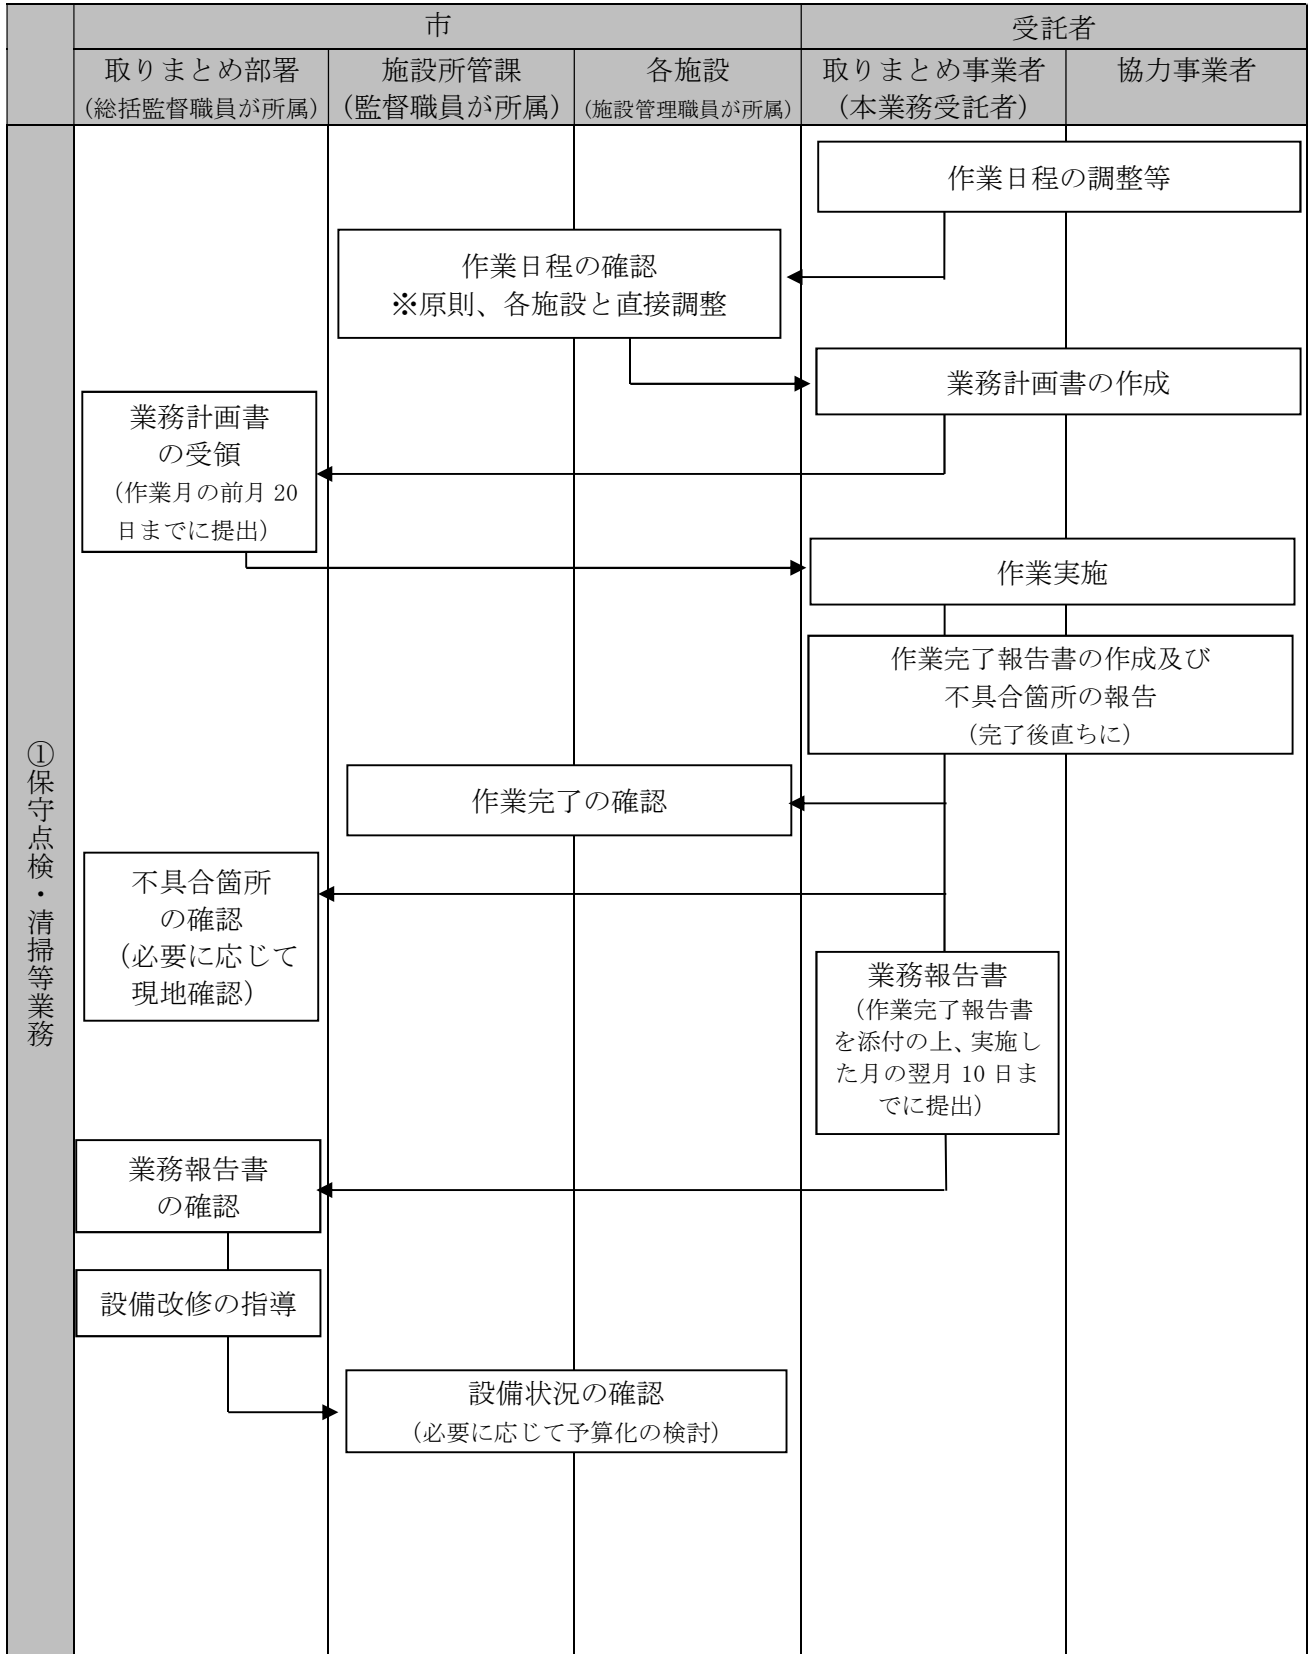 市
受託者
取りまとめ部署
(総括監督職員が所属)
施設所管課
(監督職員が所属)
各施設
(施設管理職員が所属)
取りまとめ事業者
(本業務受託者)
協力事業者
①保守点検・清掃等業務
作業日程の調整等
作業日程の確認
※原則、各施設と直接調整
業務計画書の作成
業務計画書
の受領
(作業月の前月 20
日までに提出)
作業実施
作業完了報告書の作成及び
不具合箇所の報告
(完了後直ちに)
作業完了の確認
不具合箇所
の確認
(必要に応じて
現地確認)
業務報告書
(作業完了報告書
を添付の上、実施し
た月の翌月 10 日ま
でに提出)
業務報告書
の確認
設備改修の指導
設備状況の確認
(必要に応じて予算化の検討)